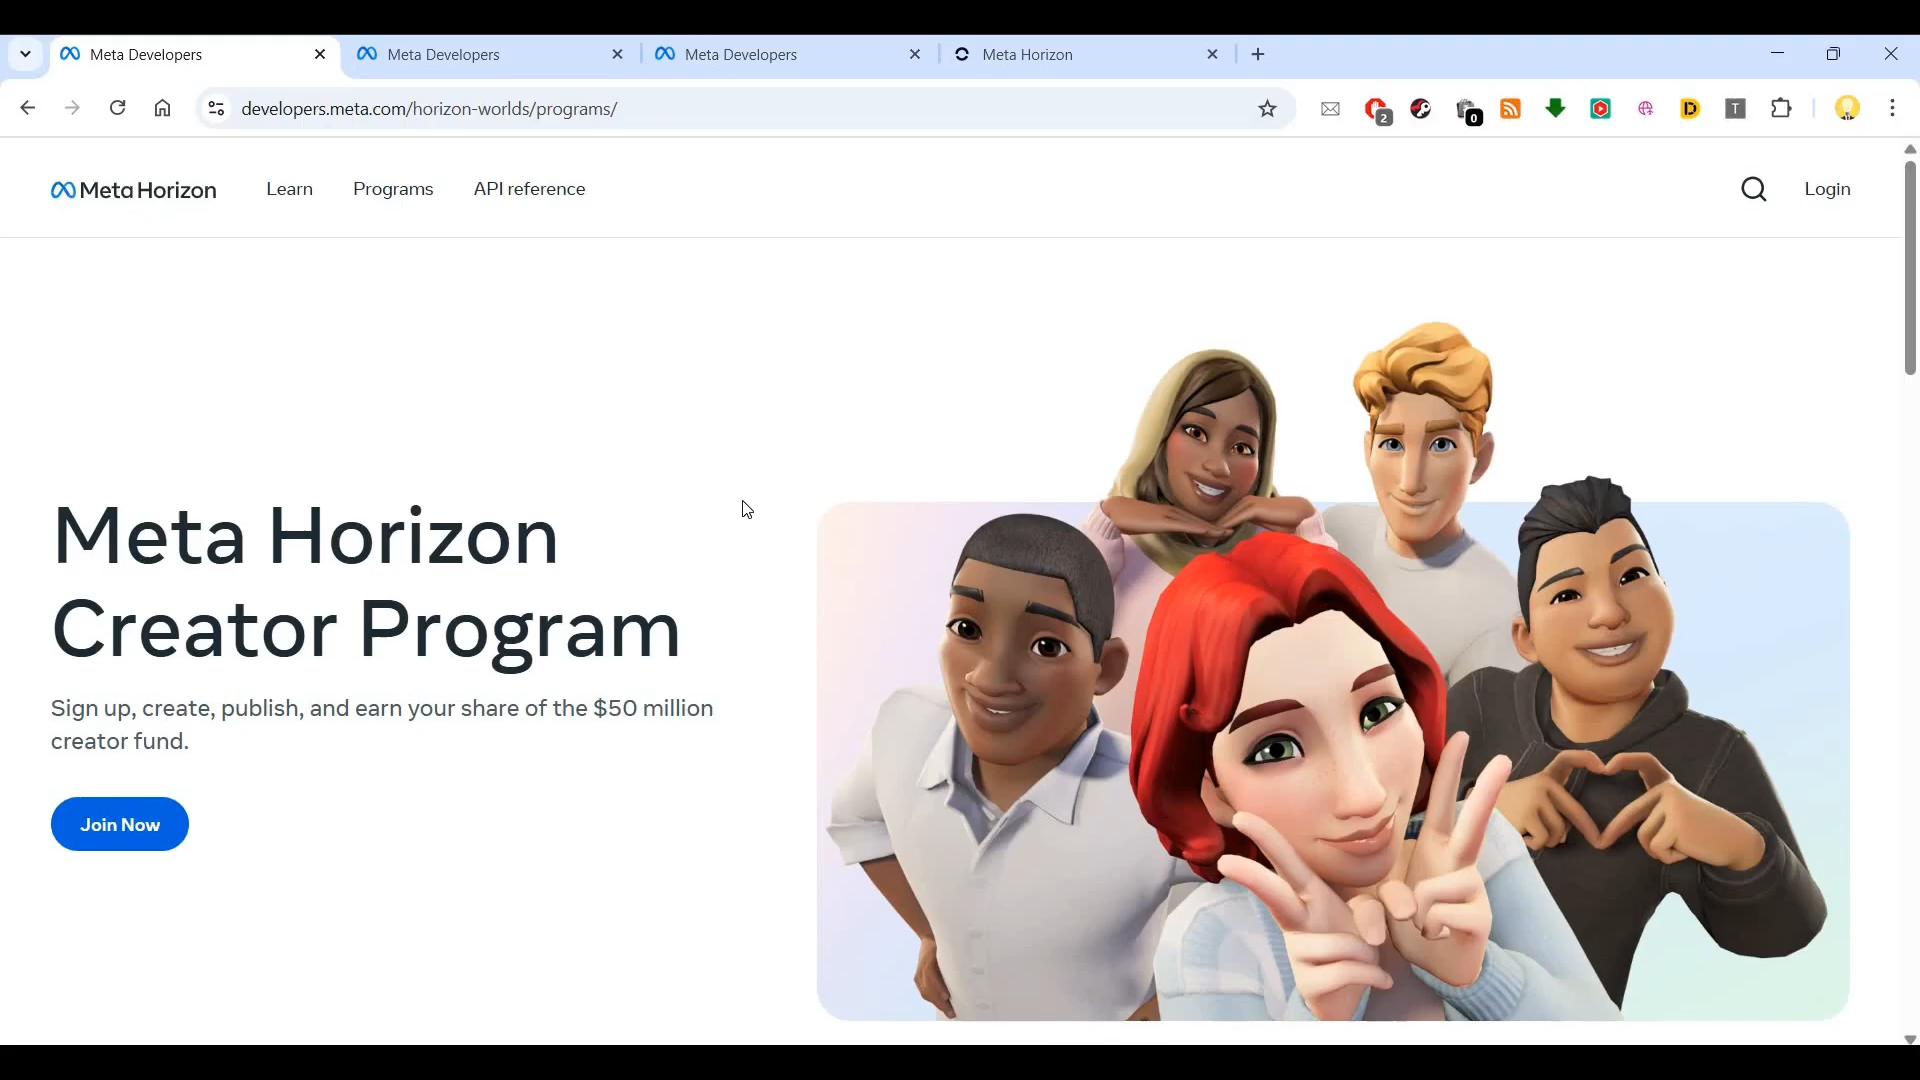 Meta Developers
Meta Developers
Meta Developers
Meta Horizon
developers.meta.com/horizon-worlds/programs/
2
0
D
T
Meta Horizon
Learn
Programs
API reference
Login
Meta Horizon
Creator Program
Sign up, create, publish, and earn your share of the $50 million
creator fund.
Join Now